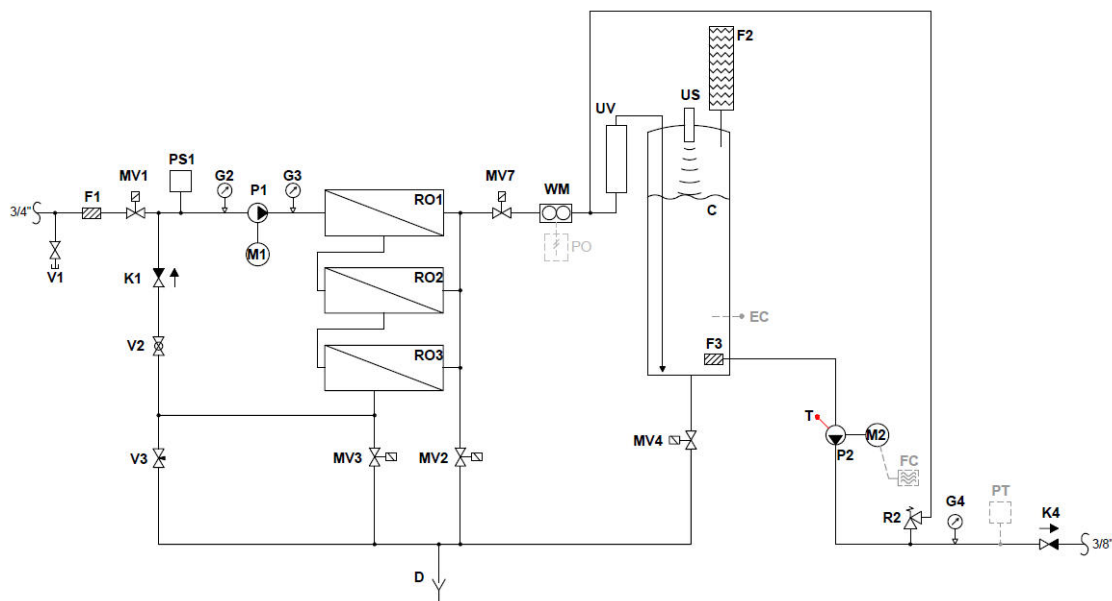 F2
US
UV
PS1
MV1
G2
P1
G3
MV7
WM
F1
RO1
3/4"
C
PO
M1
V1
K1
RO2
EC
V2
F3
RO3
T
M2
MV4
P2
V3
MV3
MV2
FC
PT
G4
K4
R2
3/8"
D